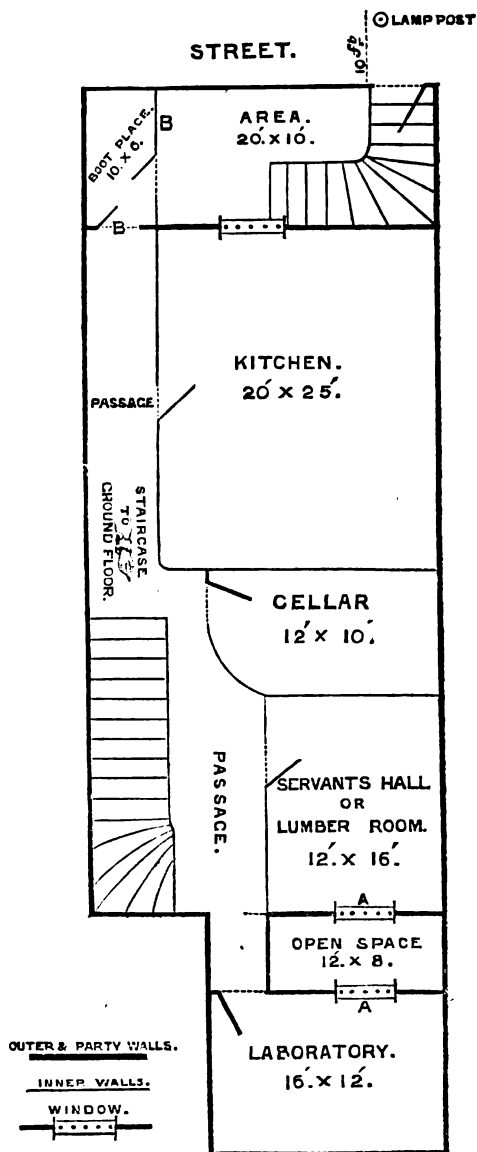 LAMP POST
STREET.
10 ft
AREA.
20'. X 10'.
BOOT PLACE.
10. X 6.
B
B
KITCHEN.
20' X 25'.
PASSAGE
STAIRCASE
TO
GROUND FLOOR.
CELLAR
12' X 10'.
PASSAGE.
SERVANTS HALL
OR
LUMBER ROOM.
12'. X 16'.
A
OPEN SPACE
12'. X 8.
A
LABORATORY.
16'. X 12'.
OUTER & PARTY WALLS.
INNER WALLS.
WINDOW.